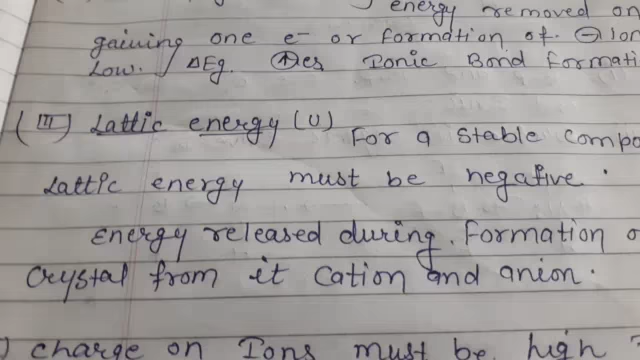 energy removed on
gaining one e- or formation of ⊖ Ion
Low. ΔEg. ↑es Ionic Bond Formati
(III) Lattic energy (U) For a stable compo
Lattic energy must be negative.
Energy released during. Formation o
Crystal from it Cation and anion.
) charge on Ions must be high